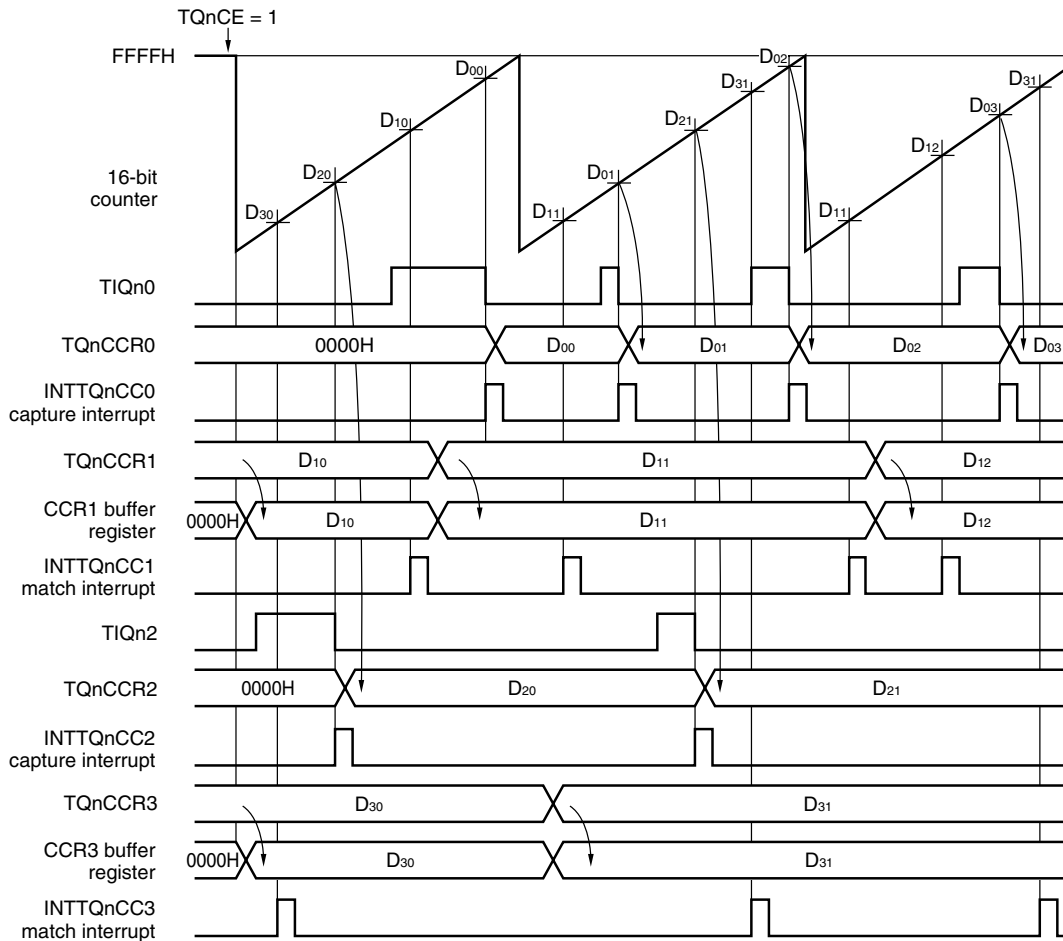 TQnCE = 1
FFFFH
D00
D02
D31
D31
D10
D21
D03
16-bit
counter
D20
D01
D12
D30
D11
D11
TIQn0
TQnCCR0
0000H
D00
D01
D02
D03
INTTQnCC0
capture interrupt
TQnCCR1
D10
D11
D12
CCR1 buffer
register
0000H
D10
D11
D12
INTTQnCC1
match interrupt
TIQn2
TQnCCR2
0000H
D20
D21
INTTQnCC2
capture interrupt
TQnCCR3
D30
D31
CCR3 buffer
register
0000H
D30
D31
INTTQnCC3
match interrupt